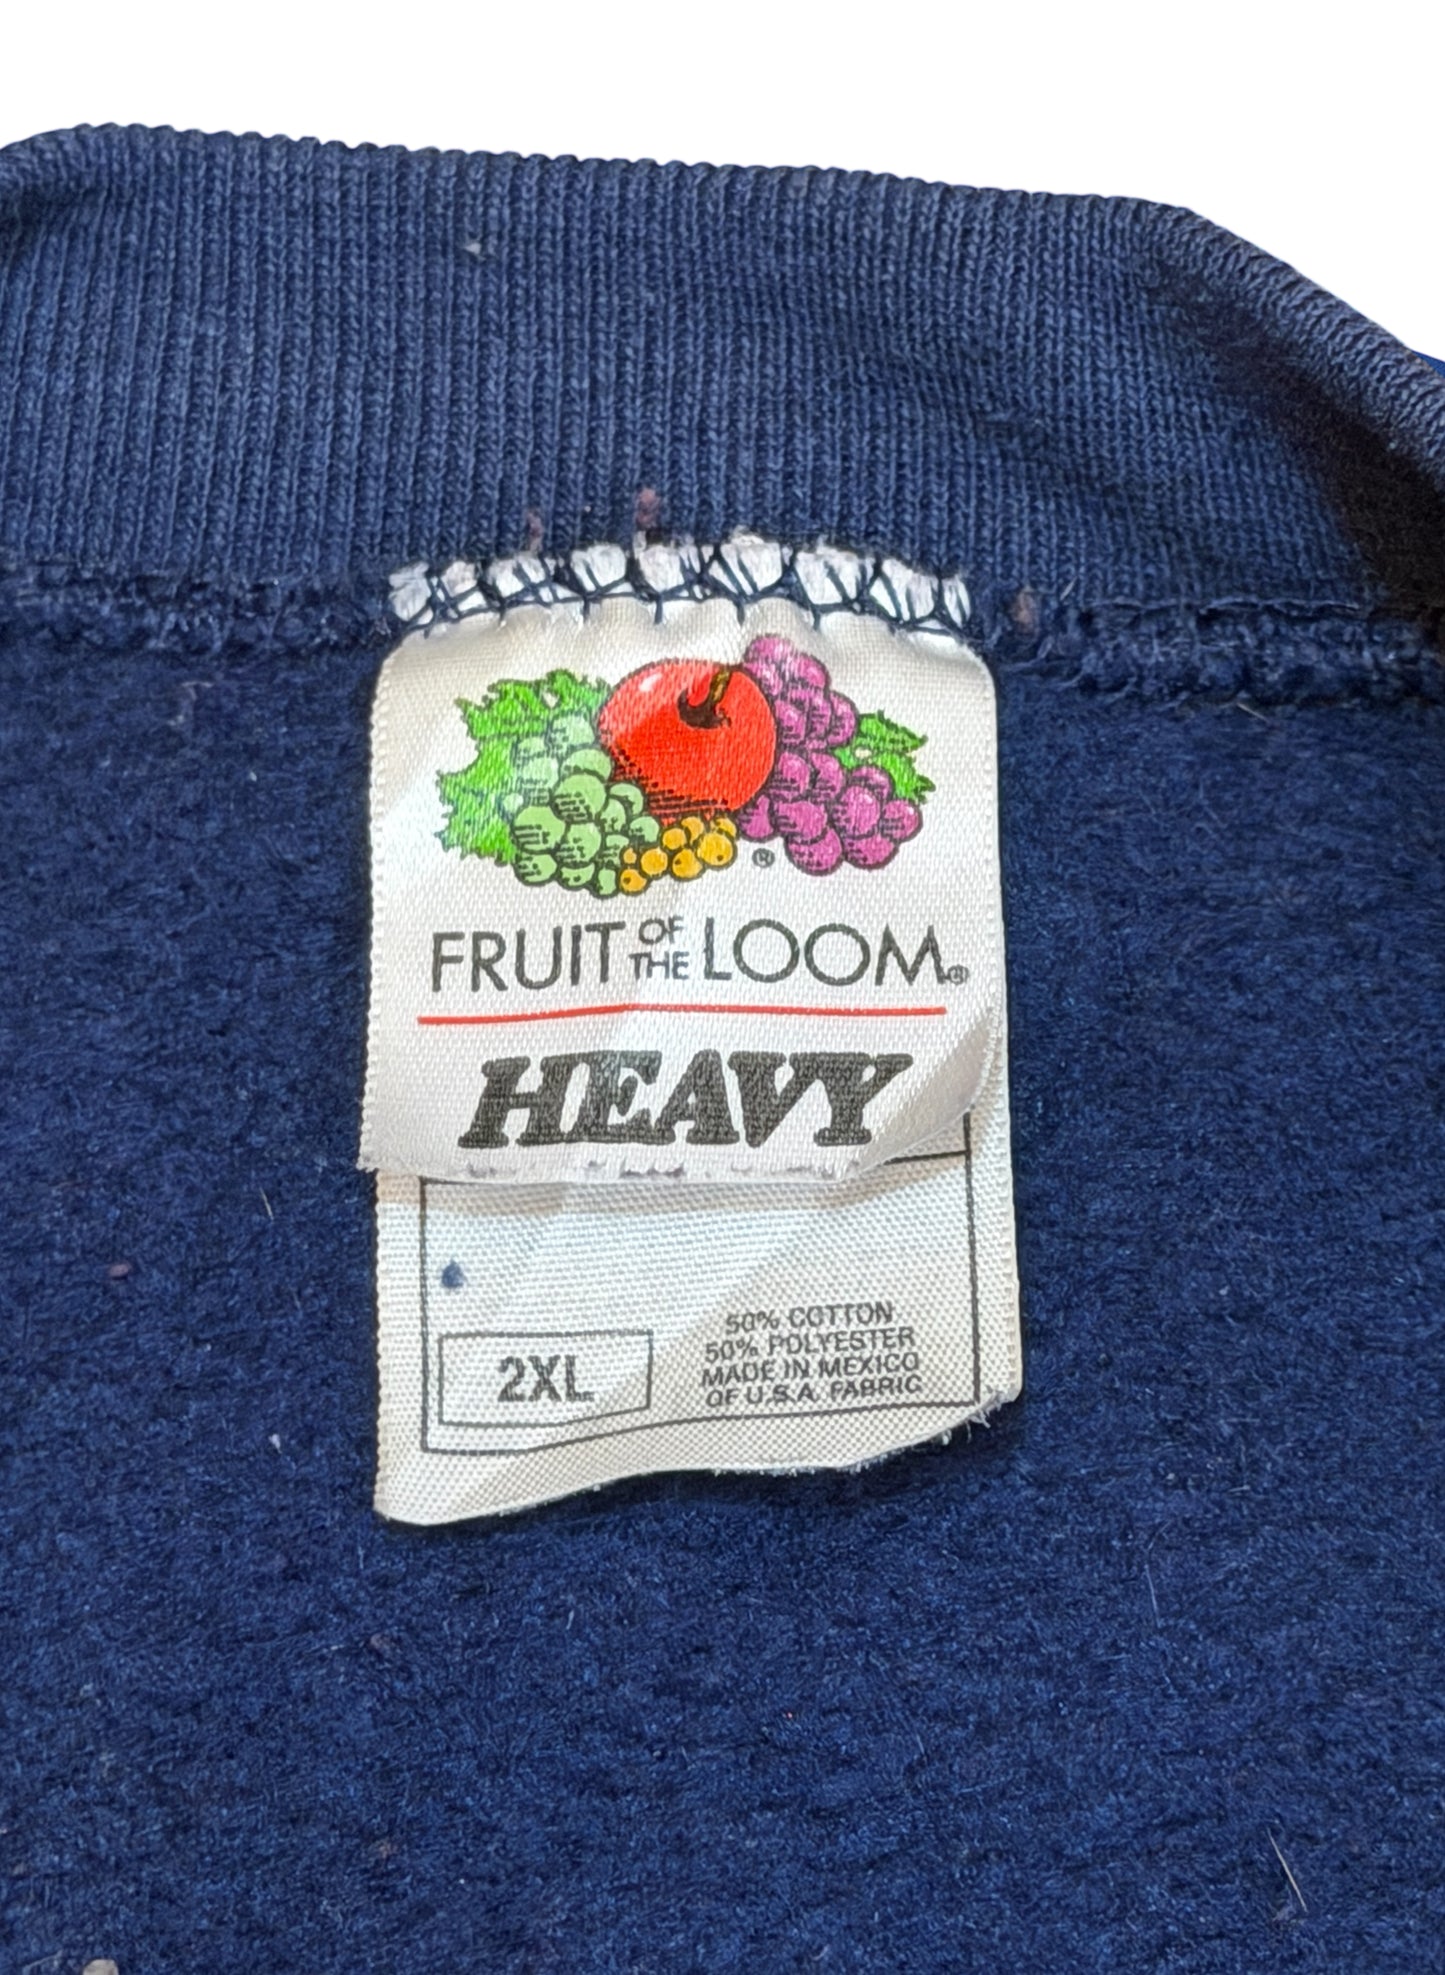 ®
FRUIT OF THE LOOM®
HEAVY
2XL
50% COTTON
50% POLYESTER
MADE IN MEXICO
OF U.S.A. FABRIC